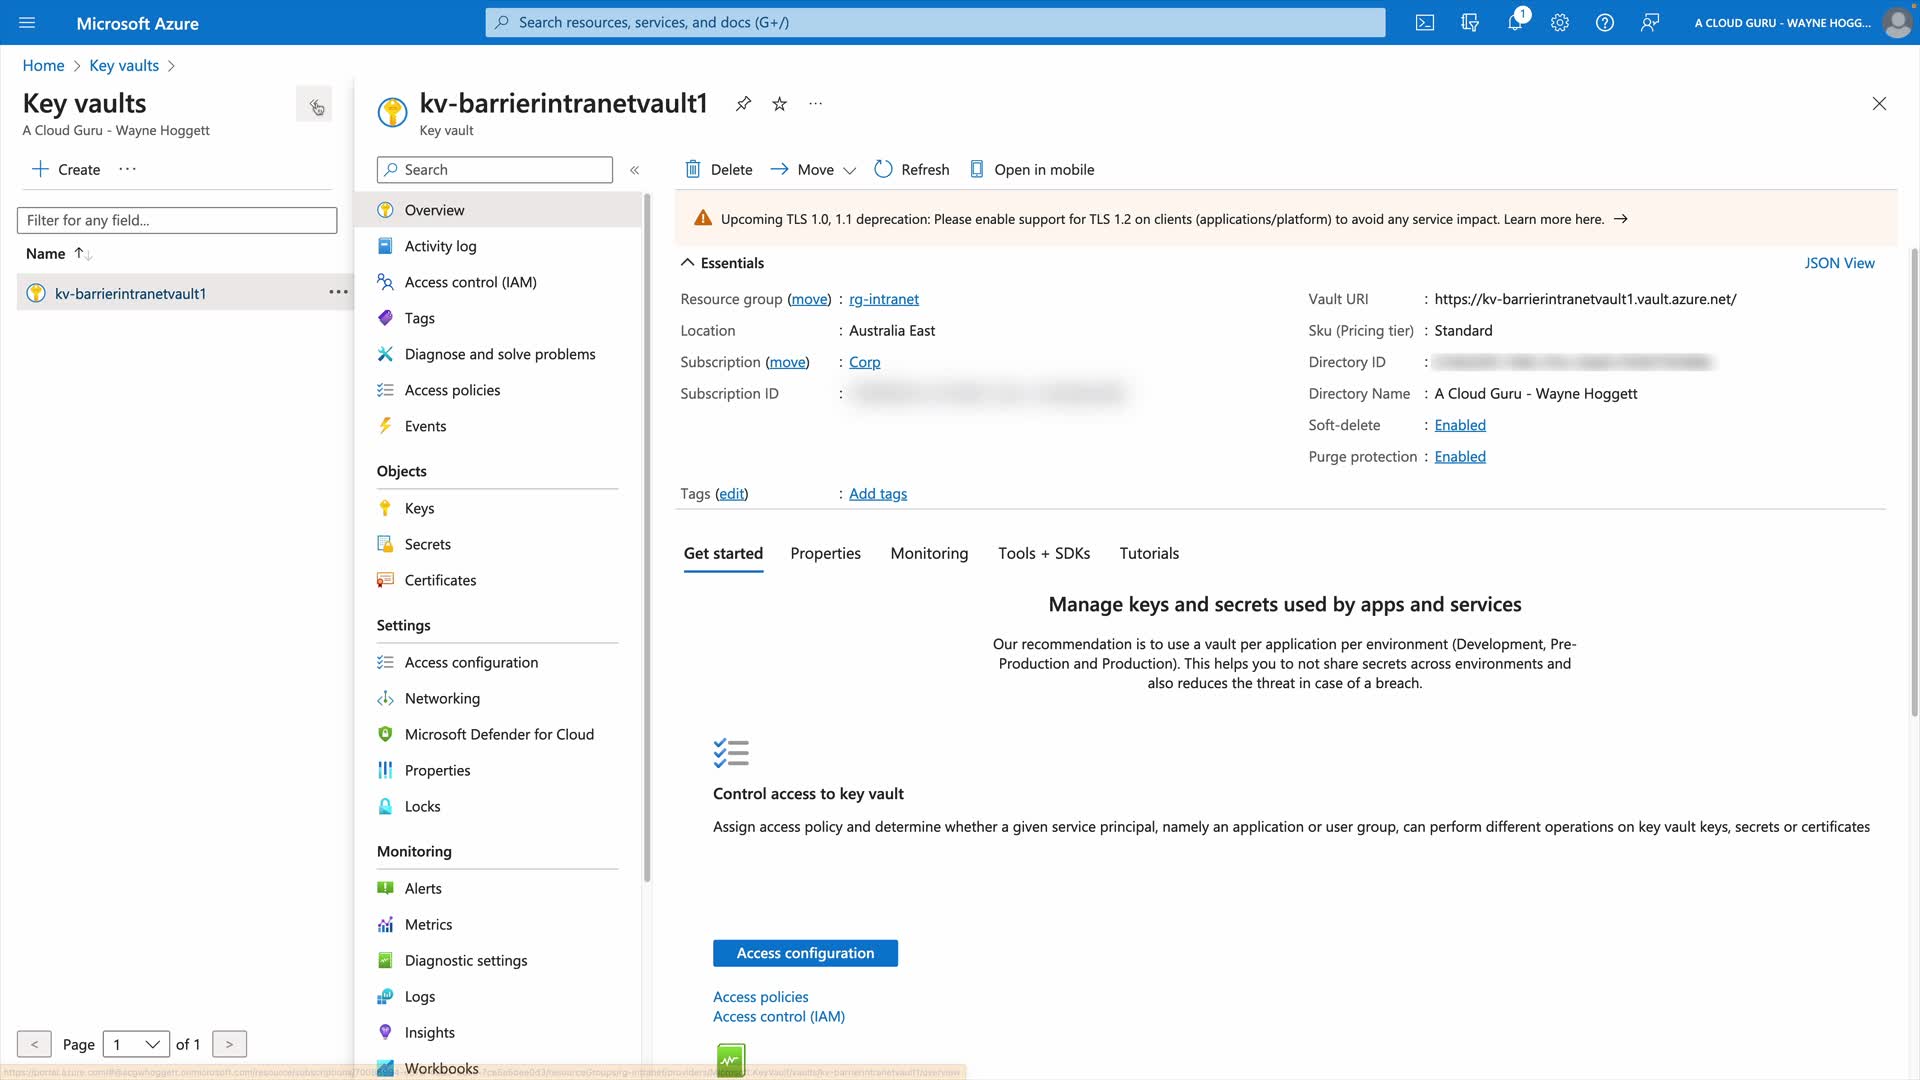 Microsoft Azure
Search resources, services, and docs (G+/)
1
A CLOUD GURU - WAYNE HOGG...
Home > Key vaults >
Key vaults
A Cloud Guru - Wayne Hoggett
+ Create ...
Filter for any field...
Name
kv-barrierintranetvault1 ...
< Page 1 of 1 >
kv-barrierintranetvault1 ...
Key vault
Search «
Overview
Activity log
Access control (IAM)
Tags
Diagnose and solve problems
Access policies
Events
Objects
Keys
Secrets
Certificates
Settings
Access configuration
Networking
Microsoft Defender for Cloud
Properties
Locks
Monitoring
Alerts
Metrics
Diagnostic settings
Logs
Insights
Workbooks
Delete Move Refresh Open in mobile
Upcoming TLS 1.0, 1.1 deprecation: Please enable support for TLS 1.2 on clients (applications/platform) to avoid any service impact. Learn more here. →
Essentials
JSON View
Resource group (move) : rg-intranet
Location : Australia East
Subscription (move) : Corp
Subscription ID :
Vault URI : https://kv-barrierintranetvault1.vault.azure.net/
Sku (Pricing tier) : Standard
Directory ID :
Directory Name : A Cloud Guru - Wayne Hoggett
Soft-delete : Enabled
Purge protection : Enabled
Tags (edit) : Add tags
Get started Properties Monitoring Tools + SDKs Tutorials
Manage keys and secrets used by apps and services
Our recommendation is to use a vault per application per environment (Development, Pre-
Production and Production). This helps you to not share secrets across environments and
also reduces the threat in case of a breach.
Control access to key vault
Assign access policy and determine whether a given service principal, namely an application or user group, can perform different operations on key vault keys, secrets or certificates
Access configuration
Access policies
Access control (IAM)